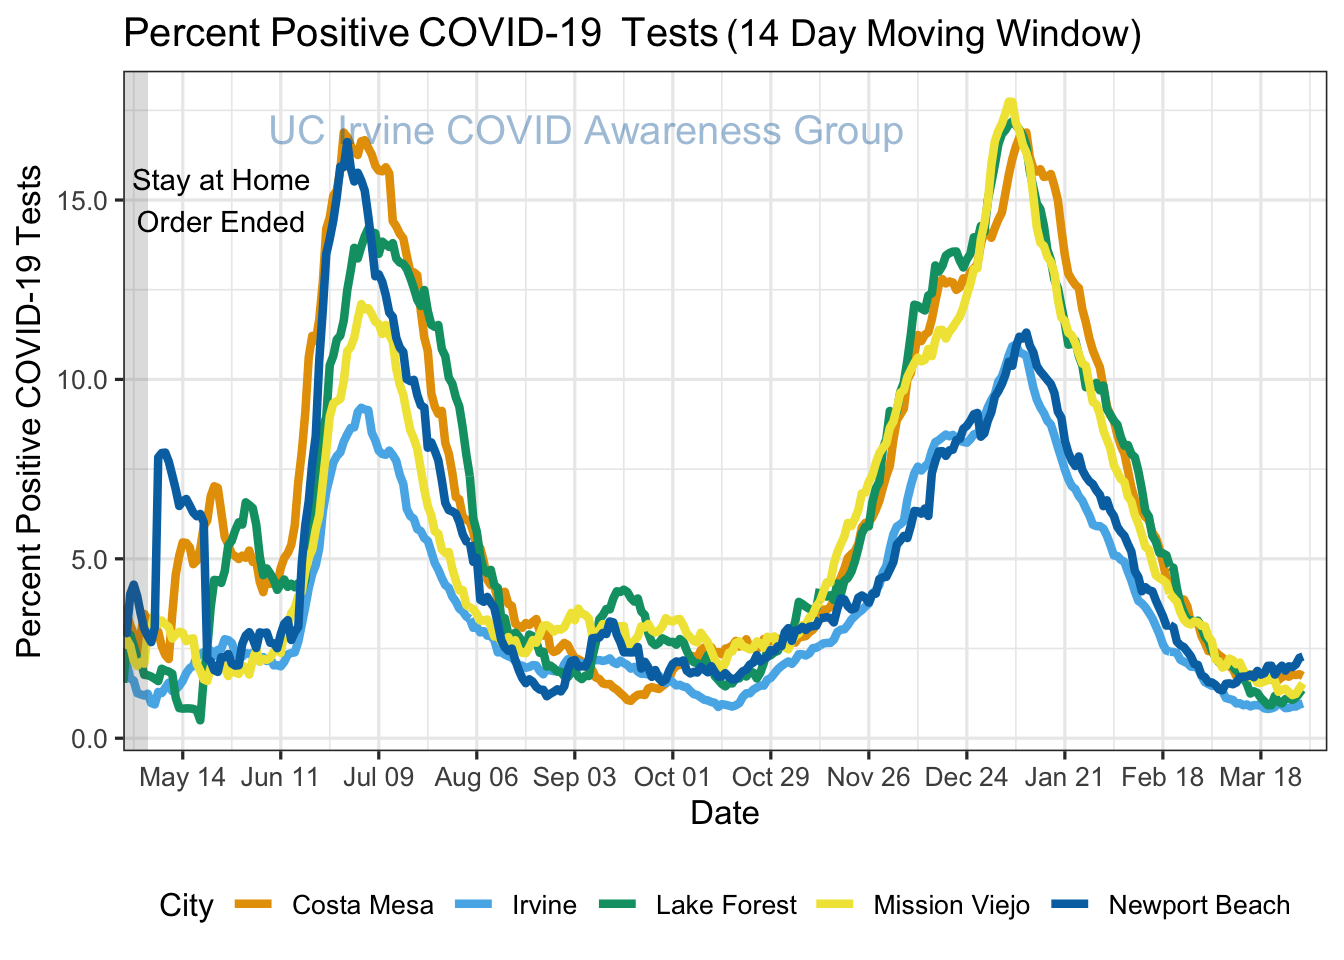 Percent Positive COVID-19 Tests (14 Day Moving Window)
UC Irvine COVID Awareness Group
Stay at Home
Order Ended
Percent Positive COVID-19 Tests
15.0
10.0
5.0
0.0
May 14 Jun 11 Jul 09 Aug 06 Sep 03 Oct 01 Oct 29 Nov 26 Dec 24 Jan 21 Feb 18 Mar 18
Date
City Costa Mesa Irvine Lake Forest Mission Viejo Newport Beach